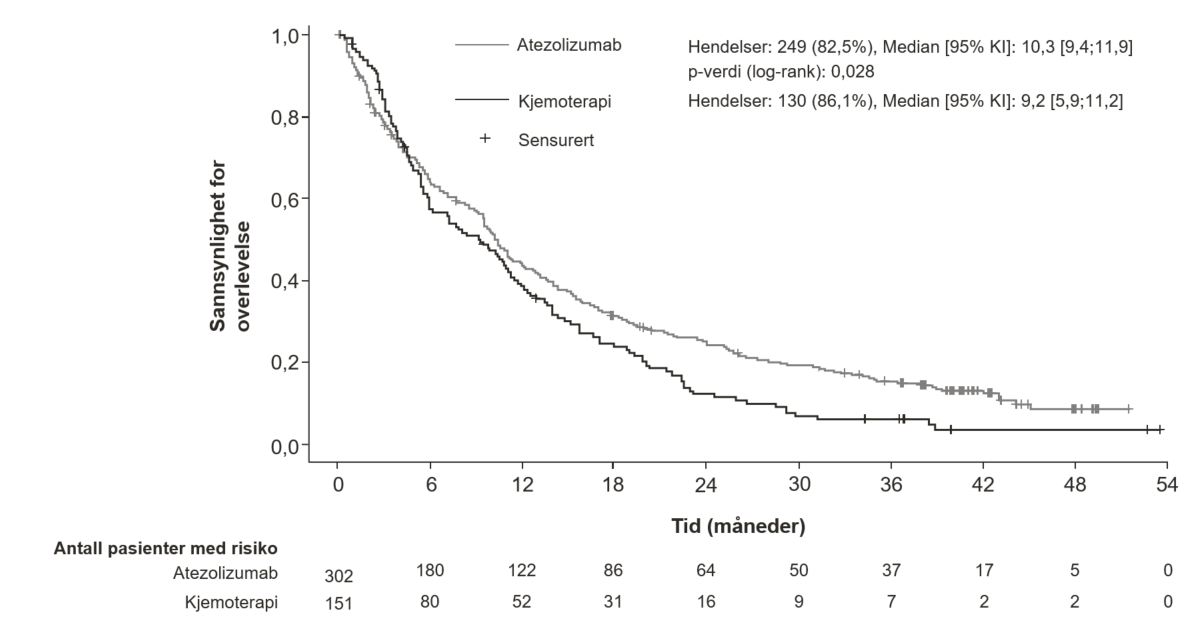 1,0
0,8
0,6
0,4
0,2
0,0
Sannsynlighet for
overlevelse
Atezolizumab
Hendelser: 249 (82,5%), Median [95% KI]: 10,3 [9,4;11,9]
p-verdi (log-rank): 0,028
Kjemoterapi
Hendelser: 130 (86,1%), Median [95% KI]: 9,2 [5,9;11,2]
+ Sensurert
0 6 12 18 24 30 36 42 48 54
Tid (måneder)
Antall pasienter med risiko
Atezolizumab 302 180 122 86 64 50 37 17 5 0
Kjemoterapi 151 80 52 31 16 9 7 2 2 0